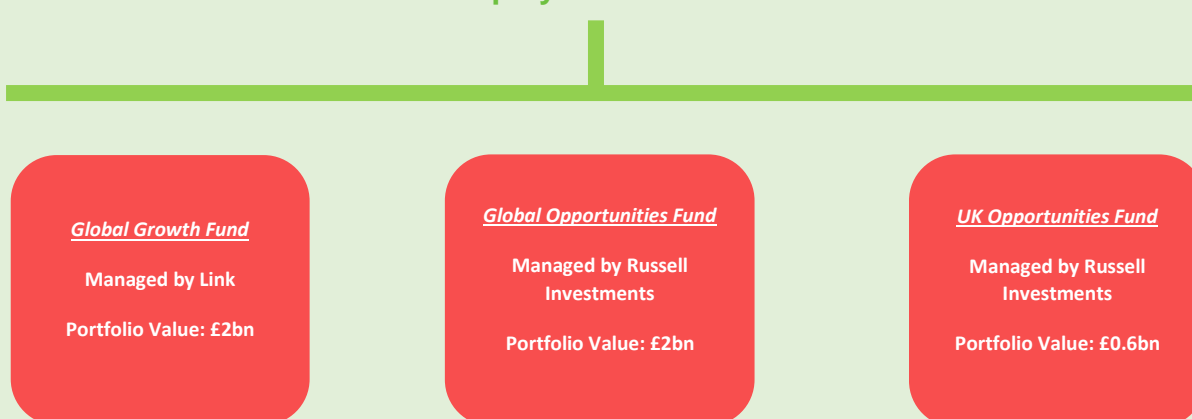 Global Growth Fund
Managed by Link
Portfolio Value: £2bn
Global Opportunities Fund
Managed by Russell
Investments
Portfolio Value: £2bn
UK Opportunities Fund
Managed by Russell
Investments
Portfolio Value: £0.6bn